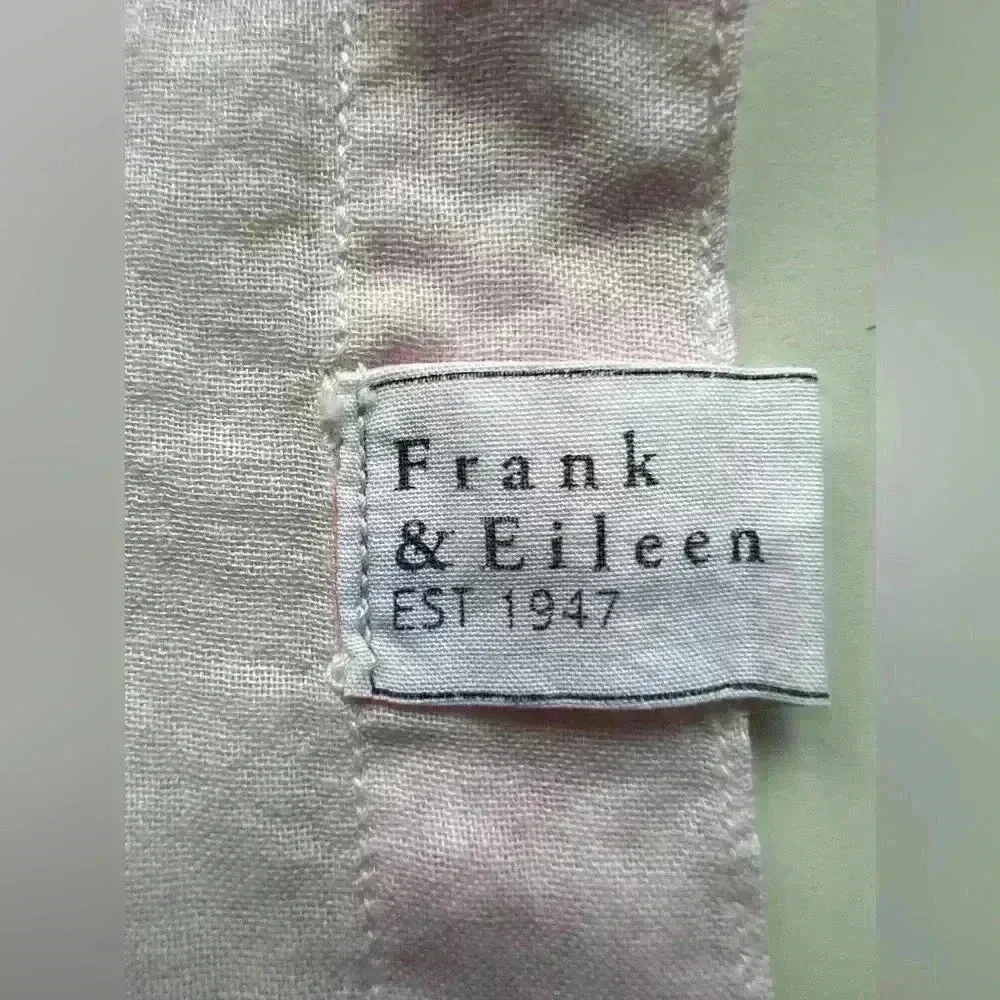 Frank
& Eileen
EST 1947